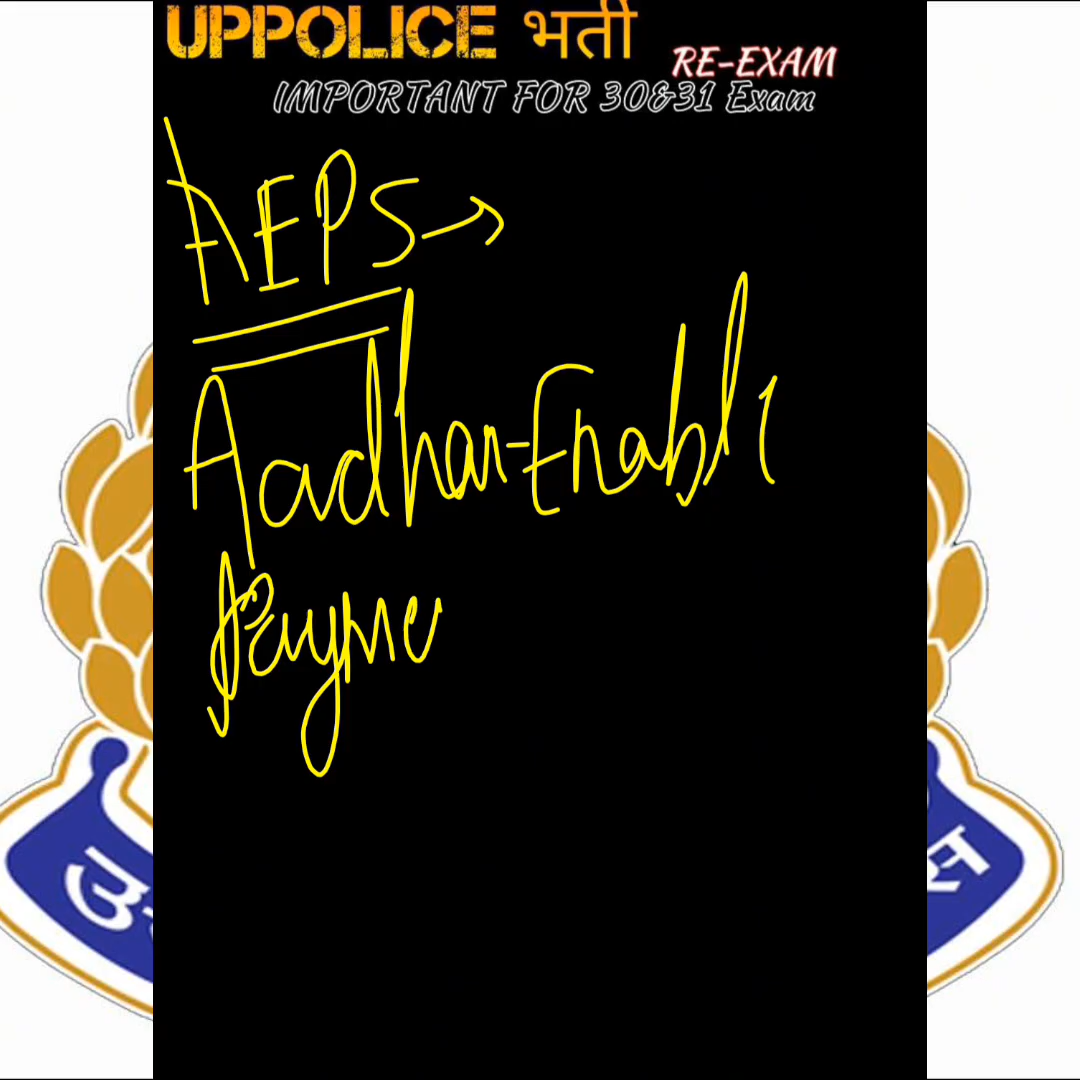 UPPOLICE भर्ती
RE-EXAM
IMPORTANT FOR 30&31 Exam
AEPS→
Aadhar-Enabl
Payme